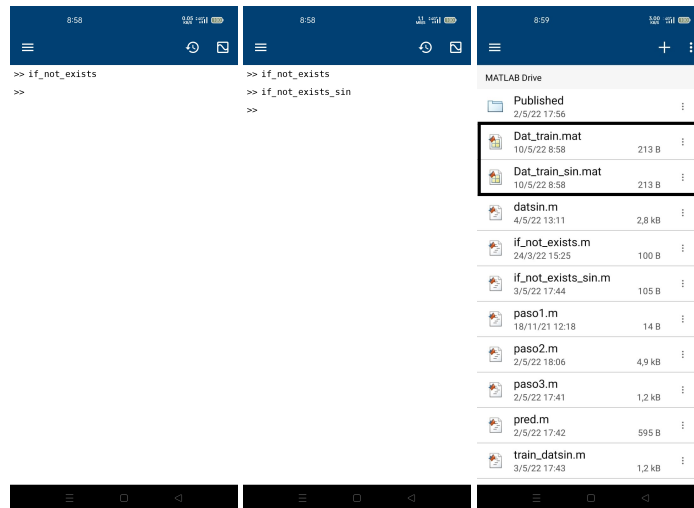 8:58
>> if_not_exists
>>
8:58
>> if_not_exists
>> if_not_exists_sin
>>
8:59
MATLAB Drive
Published
2/5/22 17:56
Dat_train.mat
10/5/22 8:58 213 B
Dat_train_sin.mat
10/5/22 8:58 213 B
datsin.m
4/5/22 13:11 2,8 kB
if_not_exists.m
24/3/22 15:25 100 B
if_not_exists_sin.m
3/5/22 17:44 105 B
paso1.m
18/11/21 12:18 14 B
paso2.m
2/5/22 18:06 4,9 kB
paso3.m
2/5/22 17:41 1,2 kB
pred.m
2/5/22 17:42 595 B
train_datsin.m
3/5/22 17:43 1,2 kB